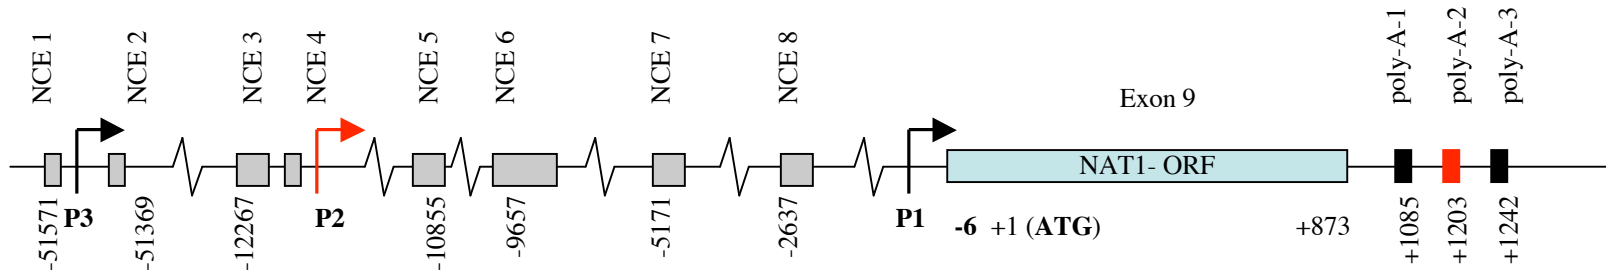 NCE 1
NCE 2
NCE 3
NCE 4
NCE 5
NCE 6
NCE 7
NCE 8
Exon 9
poly-A-1
poly-A-2
poly-A-3
NAT1- ORF
-51571
P3
-51369
-12267
P2
-10855
-9657
-5171
-2637
P1
-6 +1 (ATG)
+873
+1085
+1203
+1242